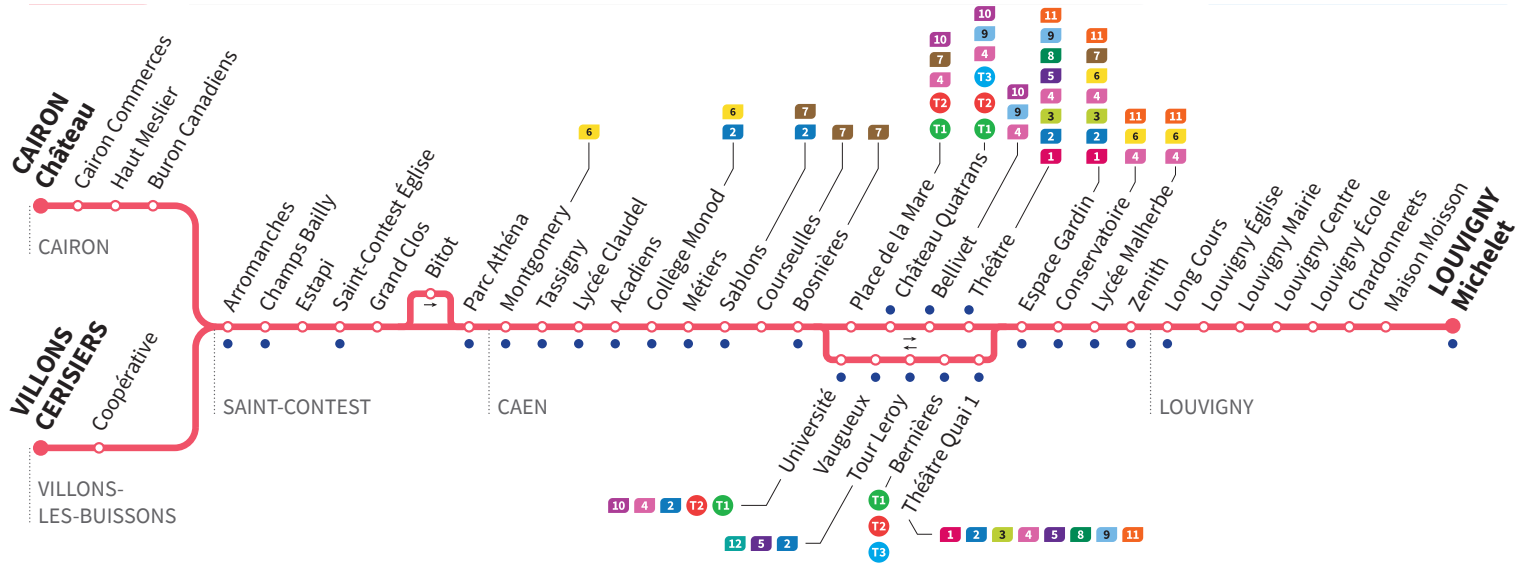 CAIRON
Château
Cairon Commerces
Haut Meslier
Buron Canadiens
CAIRON
VILLONS
CERISIERS
Coopérative
VILLONS-
LES-BUISSONS
Arromanches
Champs Bailly
Estapi
Saint-Contest Église
Grand Clos
Bitot
Parc Athéna
SAINT-CONTEST
Montgomery
6
Tassigny
Lycée Claudel
Acadiens
Collège Monod
6
2
Métiers
Sablons
7
2
Courseulles
7
Bosnières
7
CAEN
Place de la Mare
10
7
4
T2
T1
Château Quatrans
10
9
4
T3
T2
T1
Bellivet
10
9
4
Théâtre
11
9
8
5
4
3
2
1
Espace Gardin
11
7
6
4
3
2
1
Conservatoire
11
6
4
Lycée Malherbe
11
6
4
Zenith
Université
10 4 2 T2 T1
Vaugueux
Tour Leroy
12 5 2
Bernières
T1
T2
T3
Théâtre Quai 1
1 2 3 4 5 8 9 11
Long Cours
Louvigny Église
Louvigny Mairie
Louvigny Centre
Louvigny École
Chardonnerets
Maison Moisson
LOUVIGNY
Michelet
LOUVIGNY